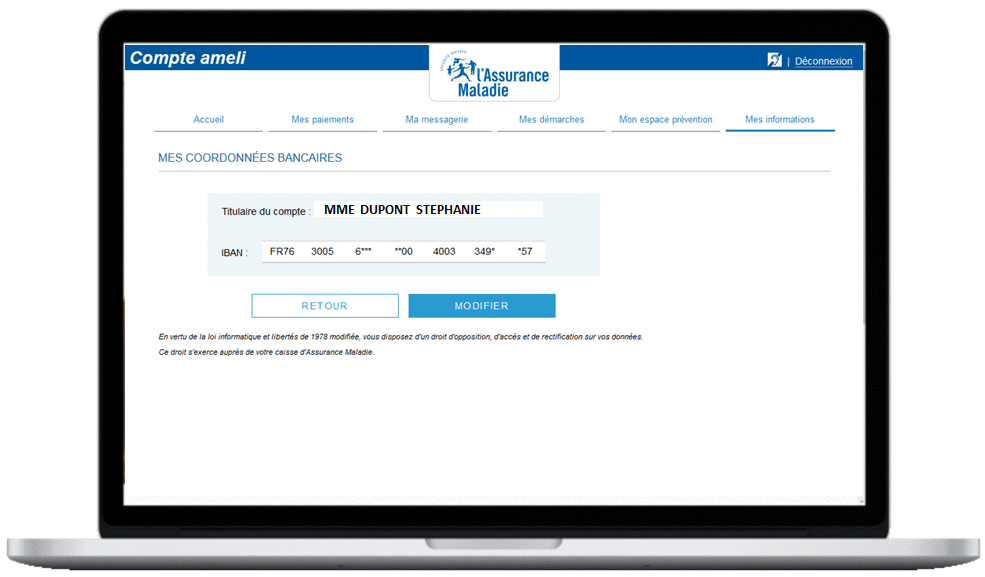 Compte ameli
SÉCURITÉ SOCIALE
l'Assurance
Maladie
| Déconnexion
Accueil Mes paiements Ma messagerie Mes démarches Mon espace prévention Mes informations
MES COORDONNÉES BANCAIRES
Titulaire du compte : MME DUPONT STEPHANIE
IBAN : FR76 3005 6*** **00 4003 349* *57
RETOUR MODIFIER
En vertu de la loi informatique et libertés de 1978 modifiée, vous disposez d'un droit d'opposition, d'accès et de rectification sur vos données.
Ce droit s'exerce auprès de votre caisse d'Assurance Maladie.